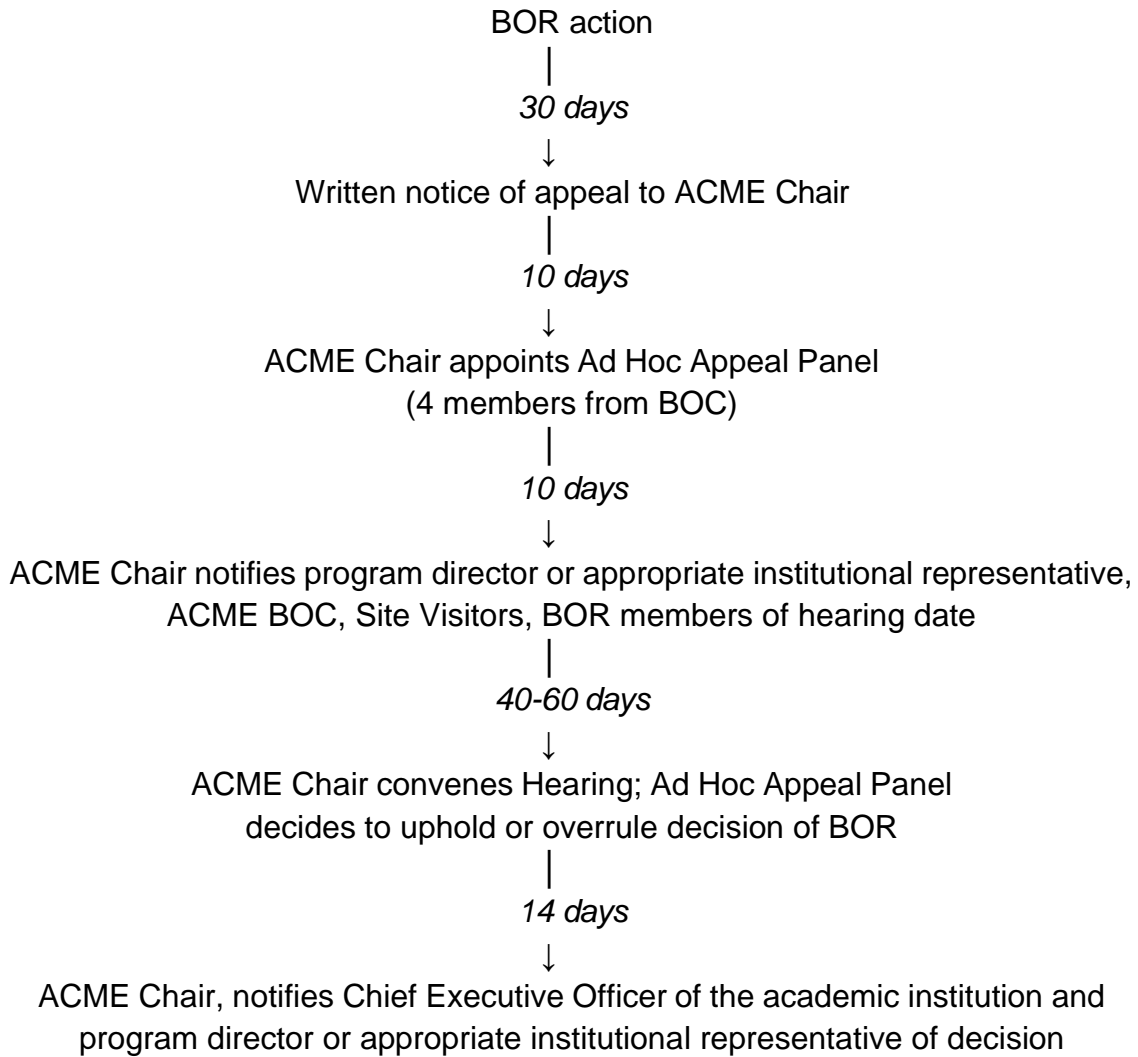 BOR action
30 days
↓
Written notice of appeal to ACME Chair
10 days
↓
ACME Chair appoints Ad Hoc Appeal Panel
(4 members from BOC)
10 days
↓
ACME Chair notifies program director or appropriate institutional representative,
ACME BOC, Site Visitors, BOR members of hearing date
40-60 days
↓
ACME Chair convenes Hearing; Ad Hoc Appeal Panel
decides to uphold or overrule decision of BOR
14 days
↓
ACME Chair, notifies Chief Executive Officer of the academic institution and
program director or appropriate institutional representative of decision